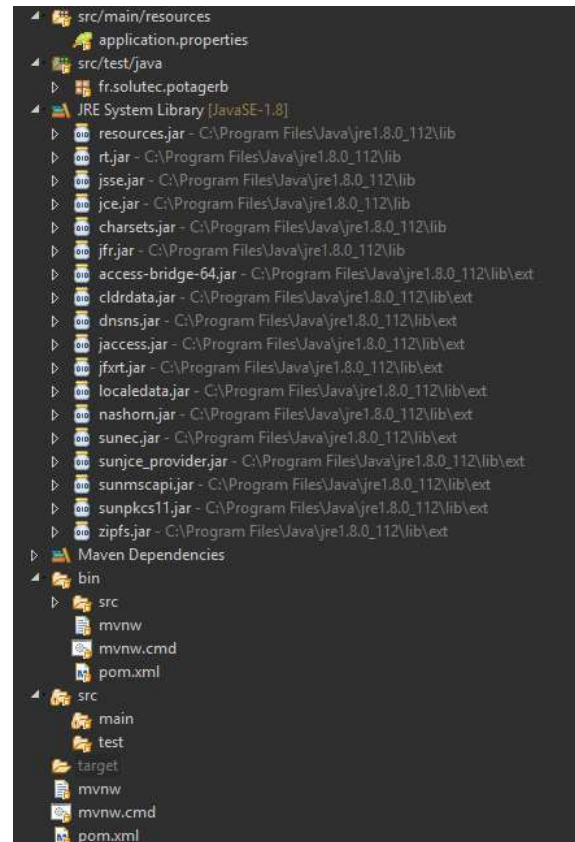 src/main/resources
application.properties
src/test/java
fr.solutec.potagerb
JRE System Library [JavaSE-1.8]
resources.jar - C:\Program Files\Java\jre1.8.0_112\lib
rt.jar - C:\Program Files\Java\jre1.8.0_112\lib
jsse.jar - C:\Program Files\Java\jre1.8.0_112\lib
jce.jar - C:\Program Files\Java\jre1.8.0_112\lib
charsets.jar - C:\Program Files\Java\jre1.8.0_112\lib
jfr.jar - C:\Program Files\Java\jre1.8.0_112\lib
access-bridge-64.jar - C:\Program Files\Java\jre1.8.0_112\lib\ext
cldrdata.jar - C:\Program Files\Java\jre1.8.0_112\lib\ext
dnsns.jar - C:\Program Files\Java\jre1.8.0_112\lib\ext
jaccess.jar - C:\Program Files\Java\jre1.8.0_112\lib\ext
jfxrt.jar - C:\Program Files\Java\jre1.8.0_112\lib\ext
localedata.jar - C:\Program Files\Java\jre1.8.0_112\lib\ext
nashorn.jar - C:\Program Files\Java\jre1.8.0_112\lib\ext
sunec.jar - C:\Program Files\Java\jre1.8.0_112\lib\ext
sunjce_provider.jar - C:\Program Files\Java\jre1.8.0_112\lib\ext
sunmscapi.jar - C:\Program Files\Java\jre1.8.0_112\lib\ext
sunpkcs11.jar - C:\Program Files\Java\jre1.8.0_112\lib\ext
zipfs.jar - C:\Program Files\Java\jre1.8.0_112\lib\ext
Maven Dependencies
bin
src
mvnw
mvnw.cmd
pom.xml
src
main
test
target
mvnw
mvnw.cmd
pom.xml